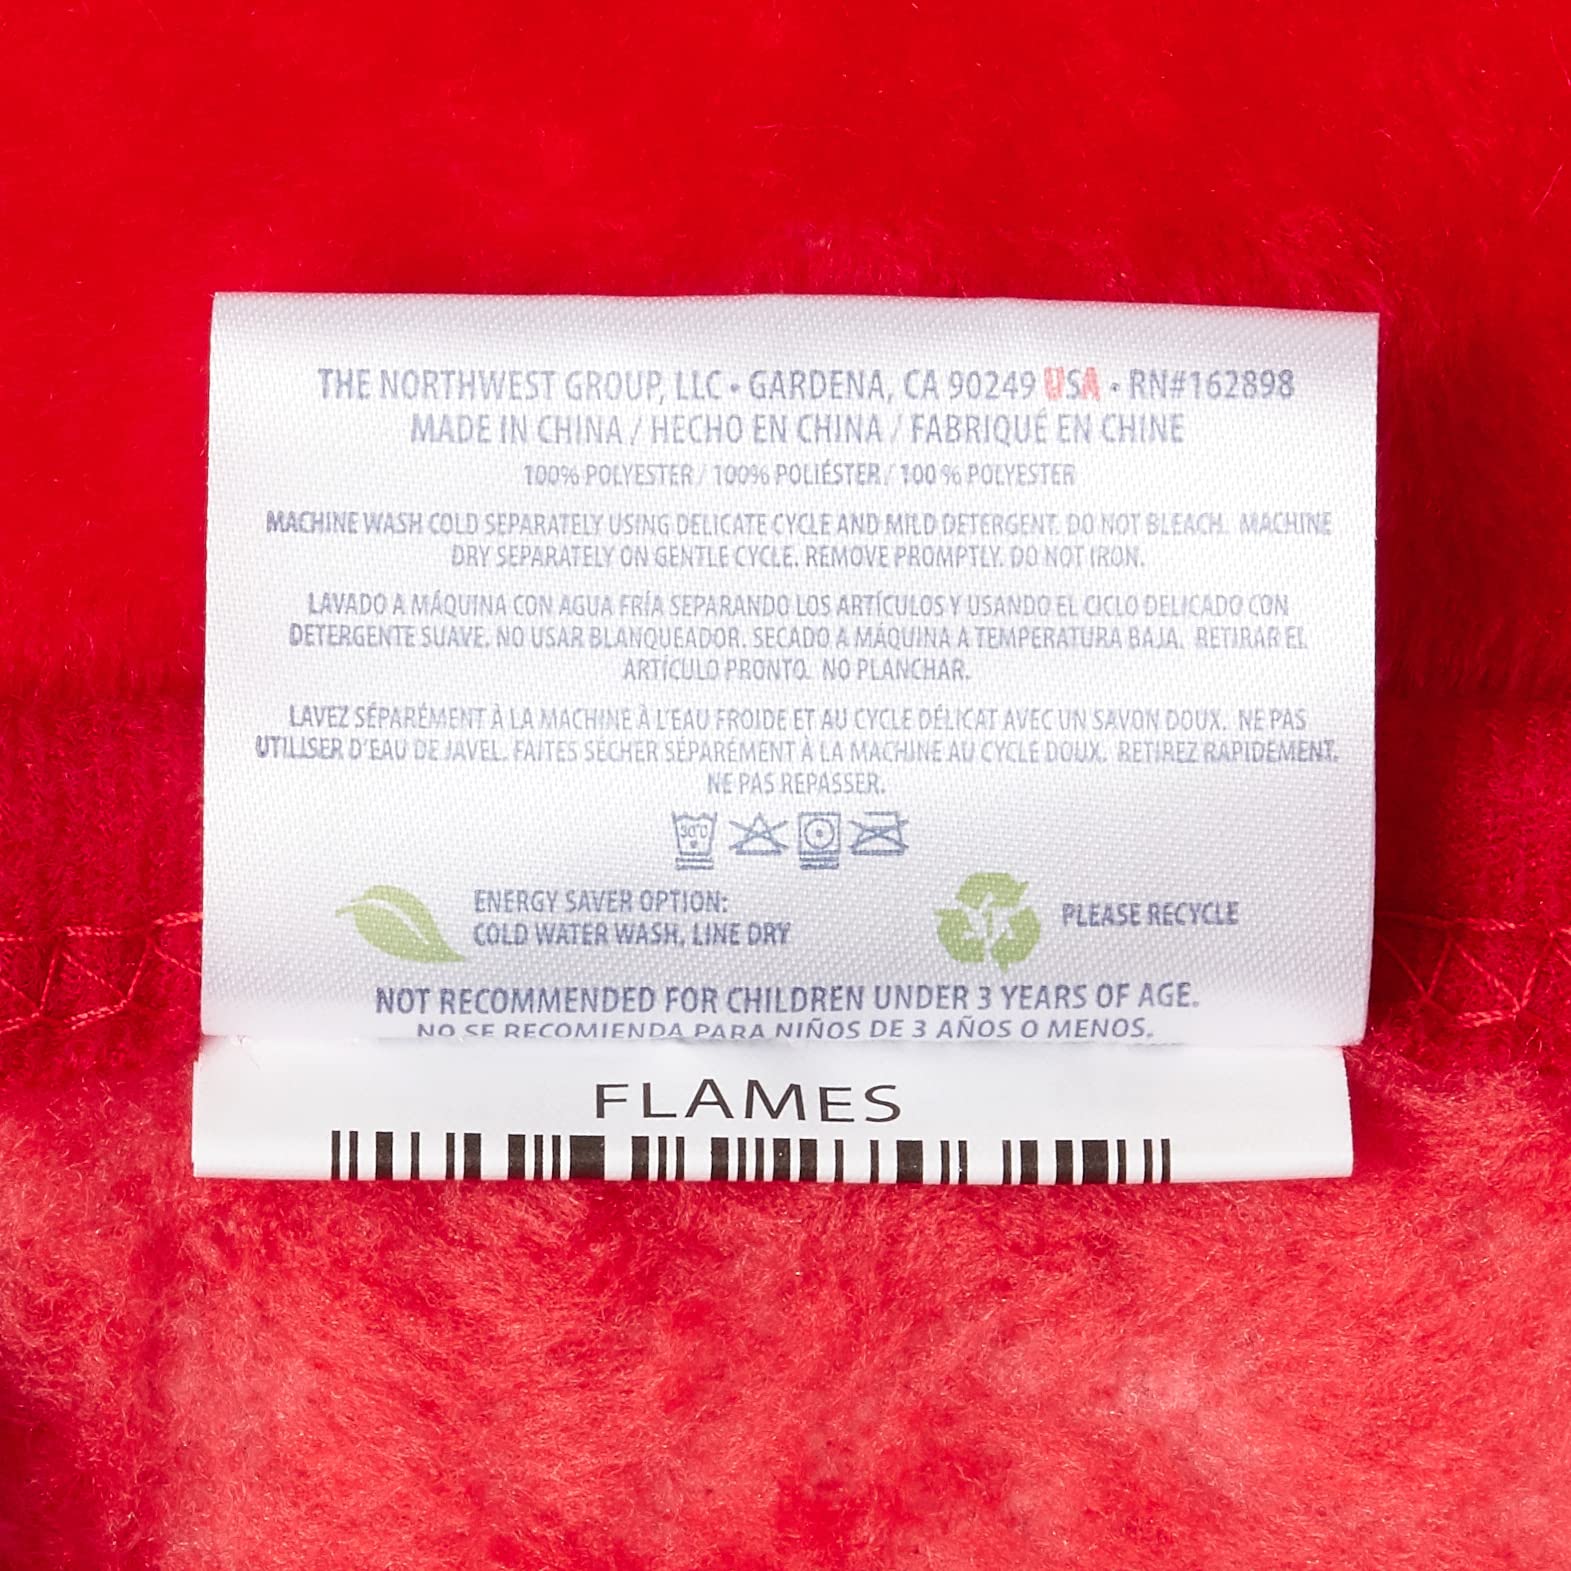 THE NORTHWEST GROUP, LLC • GARDENA, CA 90249 USA • RN#162898
MADE IN CHINA / HECHO EN CHINA / FABRIQUÉ EN CHINE
100% POLYESTER / 100% POLIÉSTER / 100 % POLYESTER
MACHINE WASH COLD SEPARATELY USING DELICATE CYCLE AND MILD DETERGENT. DO NOT BLEACH. MACHINE
DRY SEPARATELY ON GENTLE CYCLE. REMOVE PROMPTLY. DO NOT IRON.
LAVADO A MÁQUINA CON AGUA FRÍA SEPARANDO LOS ARTÍCULOS Y USANDO EL CICLO DELICADO CON
DETERGENTE SUAVE. NO USAR BLANQUEADOR. SECADO A MÁQUINA A TEMPERATURA BAJA. RETIRAR EL
ARTÍCULO PRONTO. NO PLANCHAR.
LAVEZ SÉPARÉMENT À LA MACHINE À L'EAU FROIDE ET AU CYCLE DÉLICAT AVEC UN SAVON DOUX. NE PAS
UTILISER D'EAU DE JAVEL. FAITES SÉCHER SÉPARÉMENT À LA MACHINE AU CYCLE DOUX. RETIREZ RAPIDEMENT.
NE PAS REPASSER.
30°C
ENERGY SAVER OPTION:
COLD WATER WASH, LINE DRY
PLEASE RECYCLE
NOT RECOMMENDED FOR CHILDREN UNDER 3 YEARS OF AGE.
NO SE RECOMIENDA PARA NIÑOS DE 3 AÑOS O MENOS.
FLAMES